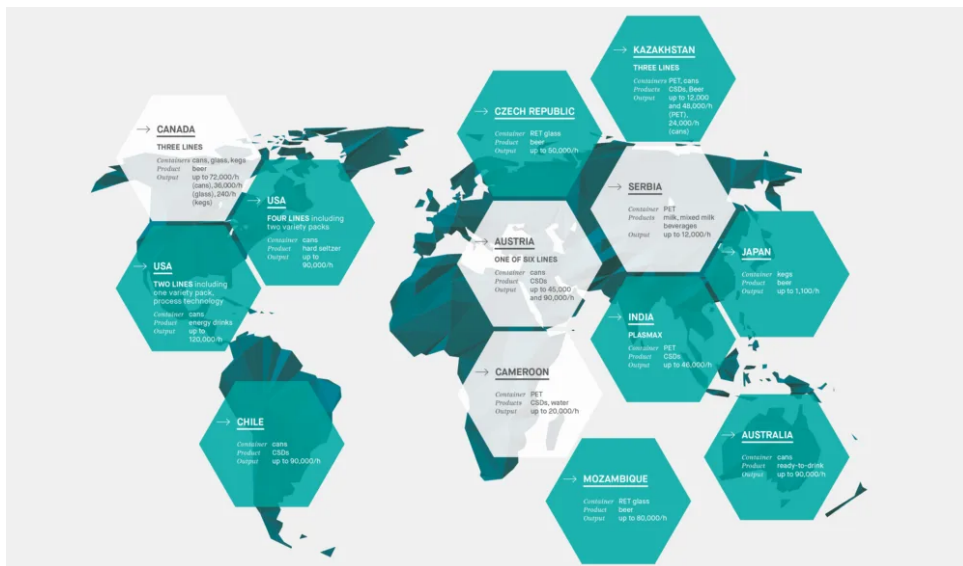 KAZAKHSTAN
THREE LINES
Containers PET, cans
Products CSDs, Beer
Output up to 12,000
and 48,000/h
(PET),
24,000/h
(cans)
CZECH REPUBLIC
Container RET glass
Product beer
Output up to 50,000/h
CANADA
THREE LINES
Containers cans, glass, kegs
Product beer
Output up to 72,000/h
(cans), 36,000/h
(glass), 240/h
(kegs)
USA
FOUR LINES including
two variety packs
Container cans
Product hard seltzer
Output up to
90,000/h
SERBIA
Container PET
Products milk, mixed milk
beverages
Output up to 12,000/h
AUSTRIA
ONE OF SIX LINES
Container cans
Product CSDs
Output up to 45,000
and 90,000/h
JAPAN
Container kegs
Product beer
Output up to 1,100/h
USA
TWO LINES including
one variety pack,
process technology
Container cans
Product energy drinks
Output up to
120,000/h
INDIA
PLASMAX
Container PET
Product CSDs
Output up to 46,000/h
CAMEROON
Container PET
Products CSDs, water
Output up to 20,000/h
CHILE
Container cans
Product CSDs
Output up to 90,000/h
AUSTRALIA
Container cans
Product ready-to-drink
Output up to 90,000/h
MOZAMBIQUE
Container RET glass
Product beer
Output up to 80,000/h